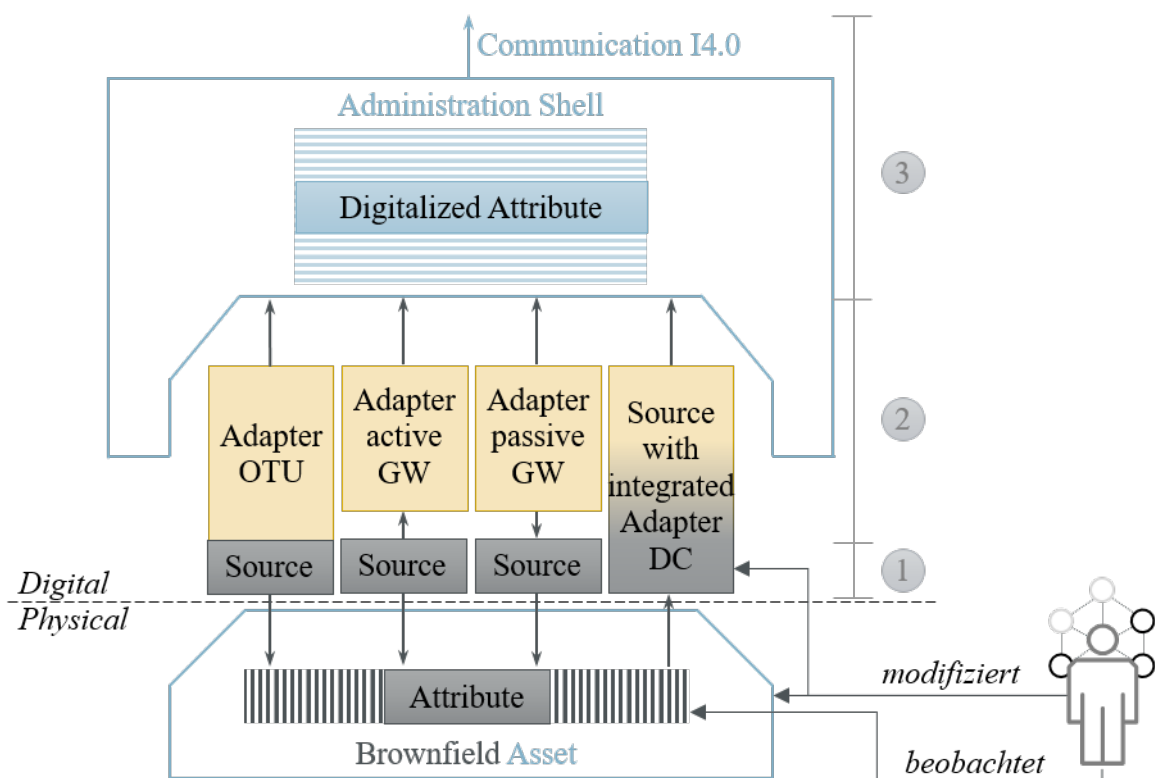 Communication I4.0
Administration Shell
3
Digitalized Attribute
Adapter
OTU
Adapter
active
GW
Adapter
passive
GW
Source
with
integrated
Adapter
DC
2
Source
Source
Source
1
Digital
Physical
Attribute
modifiziert
Brownfield Asset
beobachtet